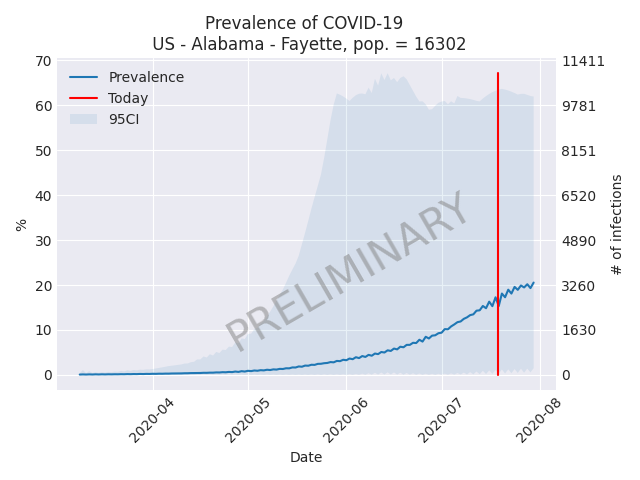 Prevalence of COVID-19
US - Alabama - Fayette, pop. = 16302
Prevalence
Today
95CI
PRELIMINARY
%
70
60
50
40
30
20
10
0
11411
9781
8151
6520
4890
3260
1630
0
# of infections
2020-04
2020-05
2020-06
2020-07
2020-08
Date